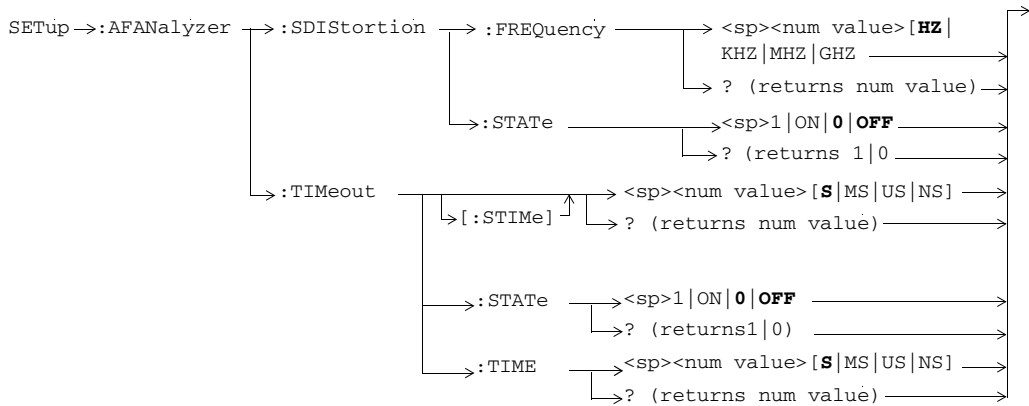 SETup :AFANalyzer :SDIStortion :FREQuency <sp><num value>[HZ|
KHZ|MHZ|GHZ
? (returns num value)
:STATe <sp>1|ON|0|OFF
? (returns 1|0
:TIMeout <sp><num value>[S|MS|US|NS]
[:STIMe] ? (returns num value)
:STATe <sp>1|ON|0|OFF
? (returns1|0)
:TIME <sp><num value>[S|MS|US|NS]
? (returns num value)